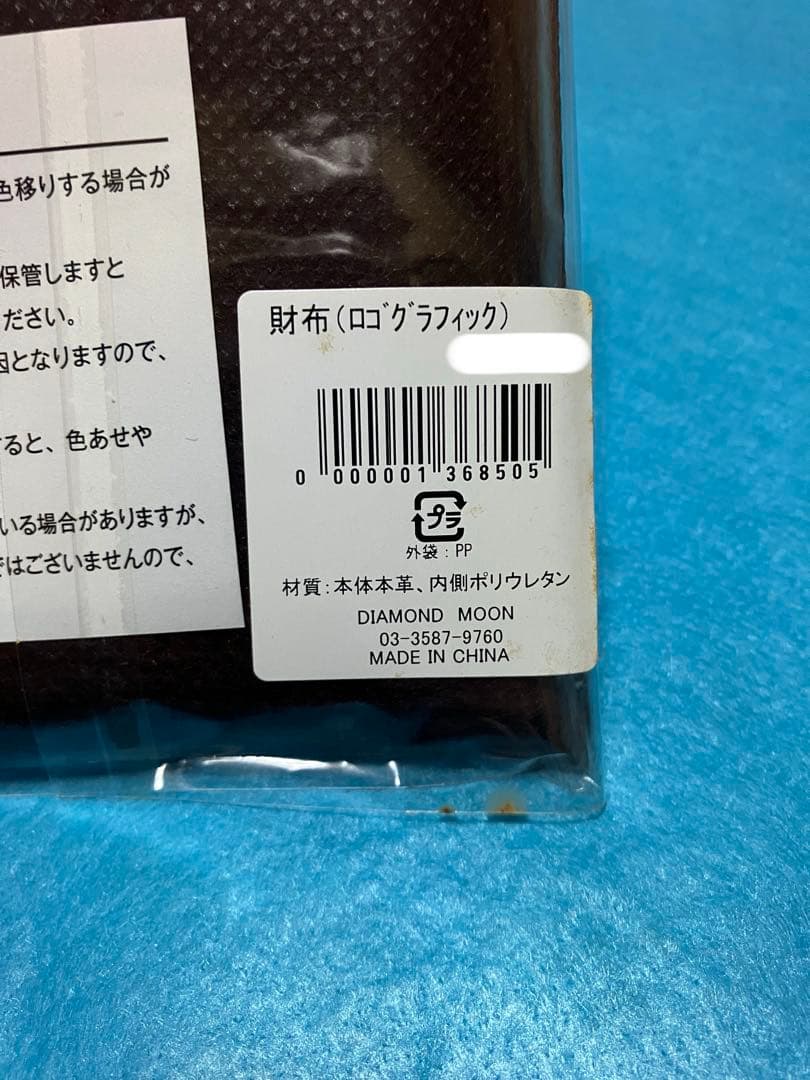 色移りする場合が
保管しますと
ださい。
因となりますので、
すると、色あせや
いる場合がありますが、
ではございませんので、
財布(ﾛｺﾞｸﾞﾗﾌｨｯｸ)
0 000001 368505
プラ
外袋:PP
材質:本体本革、内側ポリウレタン
DIAMOND MOON
03-3587-9760
MADE IN CHINA